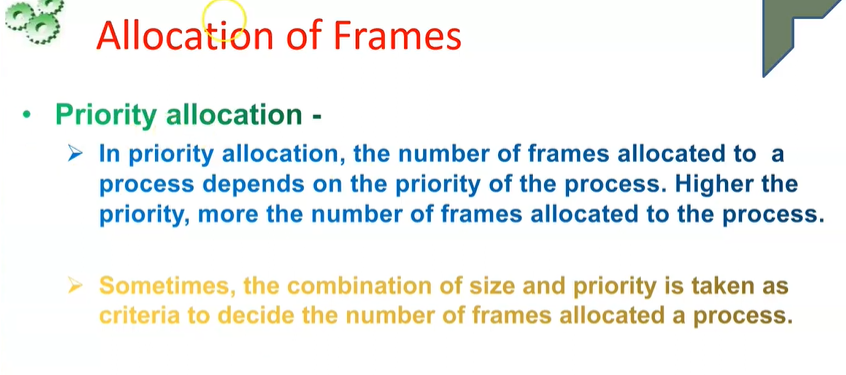 Allocation of Frames
• Priority allocation -
➢ In priority allocation, the number of frames allocated to a
process depends on the priority of the process. Higher the
priority, more the number of frames allocated to the process.
➢ Sometimes, the combination of size and priority is taken as
criteria to decide the number of frames allocated a process.